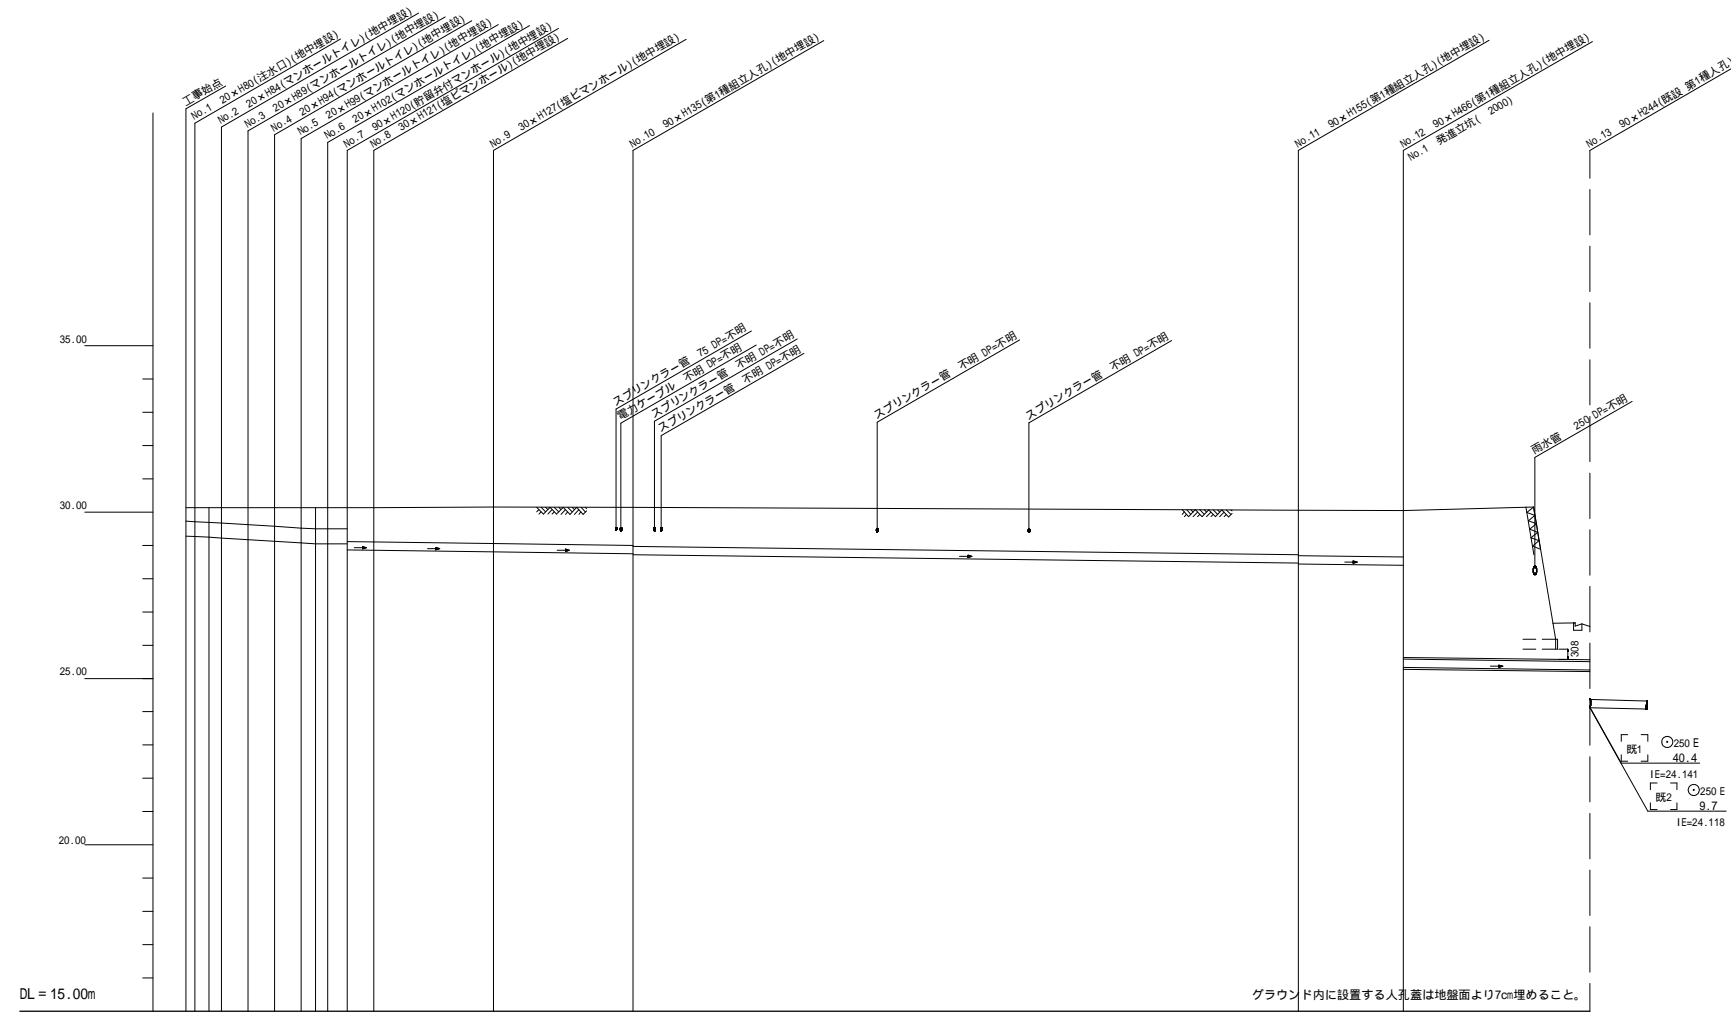 工事始点
No.1 20×H80(注水口)(地中埋設)
No.2 20×H84(マンホールトイレ)(地中埋設)
No.3 20×H89(マンホールトイレ)(地中埋設)
No.4 20×H94(マンホールトイレ)(地中埋設)
No.5 20×H99(マンホールトイレ)(地中埋設)
No.6 20×H102(マンホールトイレ)(地中埋設)
No.7 90×H120(貯留弁付マンホール)(地中埋設)
No.8 30×H121(塩ビマンホール)(地中埋設)
No.9 30×H127(塩ビマンホール)(地中埋設)
No.10 90×H135(第1種組立人孔)(地中埋設)
No.11 90×H155(第1種組立人孔)(地中埋設)
No.12 90×H466(第1種組立人孔)(地中埋設)
No.1 発進立坑( 2000)
No.13 90×H244(既設 第1種人孔)
35.00
スプリンクラー管 75 DP=不明
電力ケーブル 不明 DP=不明
スプリンクラー管 不明 DP=不明
スプリンクラー管 不明 DP=不明
スプリンクラー管 不明 DP=不明
スプリンクラー管 不明 DP=不明
雨水管 250 DP=不明
30.00
308
25.00
既1 250 E
40.4
IE=24.141
既2 250 E
9.7
IE=24.118
20.00
DL = 15.00m
グラウンド内に設置する人孔蓋は地盤面より7cm埋めること。